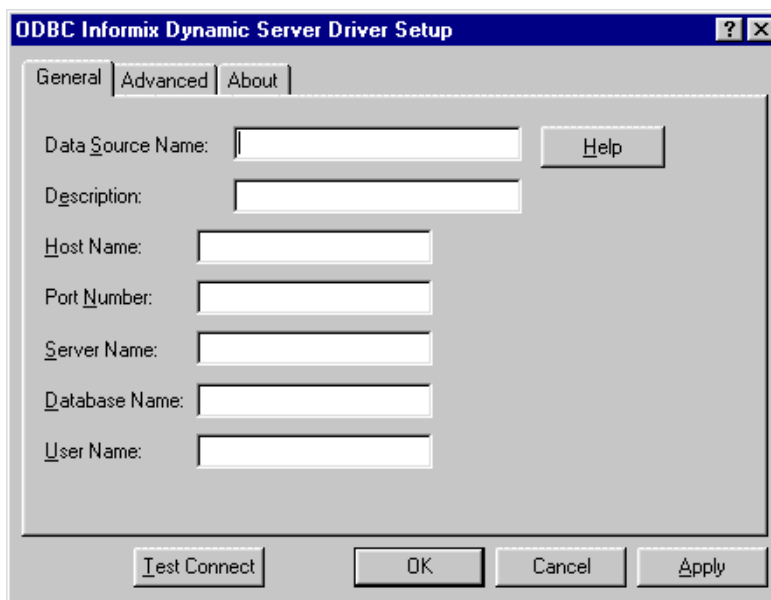 ODBC Informix Dynamic Server Driver Setup
General Advanced About
Data Source Name: Help
Description:
Host Name:
Port Number:
Server Name:
Database Name:
User Name:
Test Connect OK Cancel Apply